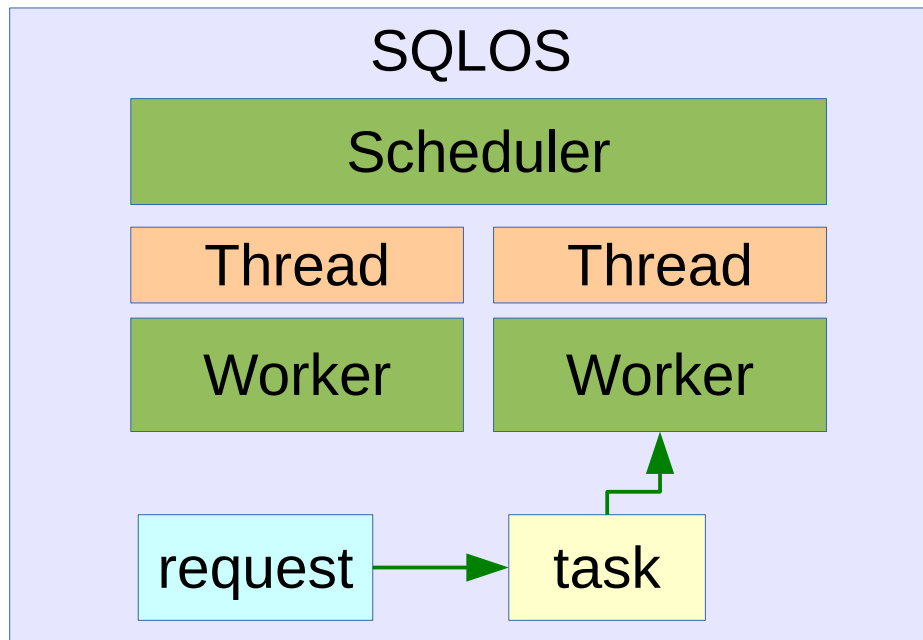 SQLOS
Scheduler
Thread
Thread
Worker
Worker
request
task